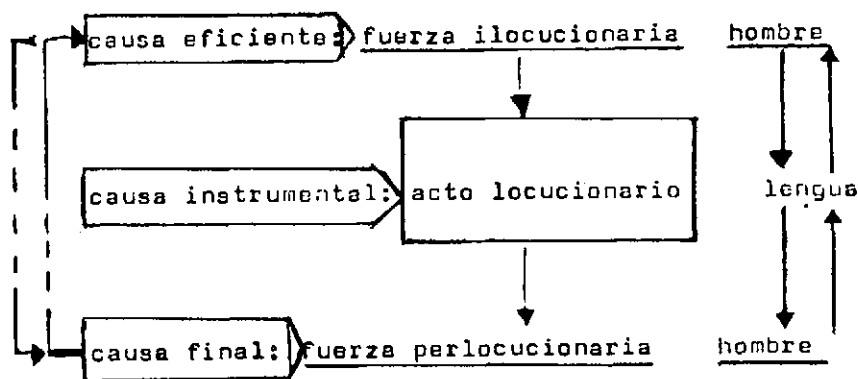 causa eficiente: fuerza ilocucionaria hombre
causa instrumental: acto locucionario lengua
causa final: fuerza perlocucionaria hombre